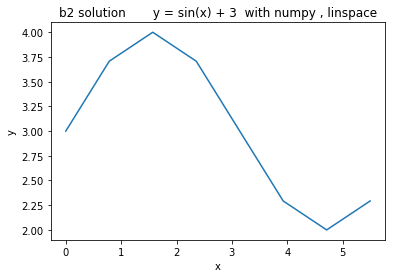 b2 solution       y = sin(x) + 3  with numpy , linspace
4.00
3.75
3.50
3.25
3.00
2.75
2.50
2.25
2.00
y
0 1 2 3 4 5
x